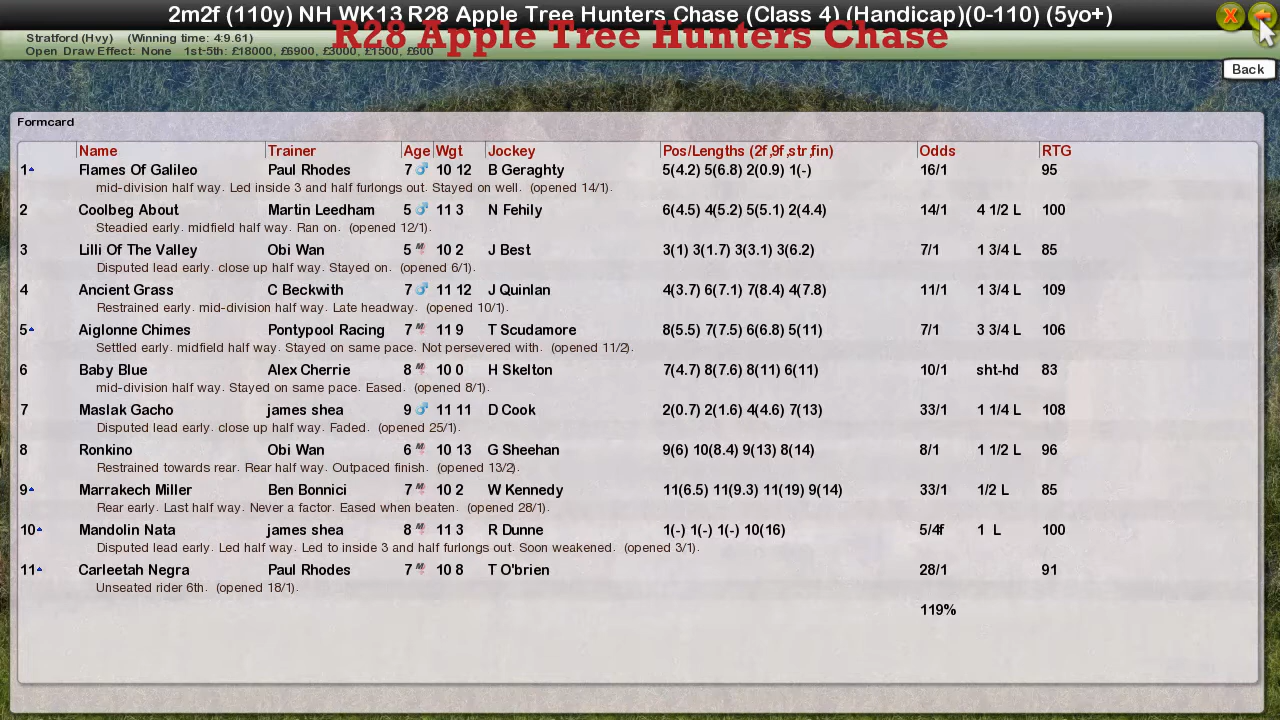 2m2f (110y) NH WK13 R28 Apple Tree Hunters Chase (Class 4) (Handicap)(0-110) (5yo+)
R28 Apple Tree Hunters Chase
Stratford (Hvy) (Winning time: 4:9.61)
Open Draw Effect: None 1st-5th: £18000, £6900, £3000, £1500, £600
X
Back
Formcard
Name Trainer Age Wgt Jockey Pos/Lengths (2f,9f,str,fin) Odds RTG
1 Flames Of Galileo Paul Rhodes 7 10 12 B Geraghty 5(4.2) 5(6.8) 2(0.9) 1(-) 16/1 95
mid-division half way. Led inside 3 and half furlongs out. Stayed on well. (opened 14/1).
2 Coolbeg About Martin Leedham 5 11 3 N Fehily 6(4.5) 4(5.2) 5(5.1) 2(4.4) 14/1 4 1/2 L 100
Steadied early. midfield half way. Ran on. (opened 12/1).
3 Lilli Of The Valley Obi Wan 5 10 2 J Best 3(1) 3(1.7) 3(3.1) 3(6.2) 7/1 1 3/4 L 85
Disputed lead early. close up half way. Stayed on. (opened 6/1).
4 Ancient Grass C Beckwith 7 11 12 J Quinlan 4(3.7) 6(7.1) 7(8.4) 4(7.8) 11/1 1 3/4 L 109
Restrained early. mid-division half way. Late headway. (opened 10/1).
5 Aiglonne Chimes Pontypool Racing 7 11 9 T Scudamore 8(5.5) 7(7.5) 6(6.8) 5(11) 7/1 3 3/4 L 106
Settled early. midfield half way. Stayed on same pace. Not persevered with. (opened 11/2).
6 Baby Blue Alex Cherrie 8 10 0 H Skelton 7(4.7) 8(7.6) 8(11) 6(11) 10/1 sht-hd 83
mid-division half way. Stayed on same pace. Eased. (opened 8/1).
7 Maslak Gacho james shea 9 11 11 D Cook 2(0.7) 2(1.6) 4(4.6) 7(13) 33/1 1 1/4 L 108
Disputed lead early. close up half way. Faded. (opened 25/1).
8 Ronkino Obi Wan 6 10 13 G Sheehan 9(6) 10(8.4) 9(13) 8(14) 8/1 1 1/2 L 96
Restrained towards rear. Rear half way. Outpaced finish. (opened 13/2).
9 Marrakech Miller Ben Bonnici 7 10 2 W Kennedy 11(6.5) 11(9.3) 11(19) 9(14) 33/1 1/2 L 85
Rear early. Last half way. Never a factor. Eased when beaten. (opened 28/1).
10 Mandolin Nata james shea 8 11 3 R Dunne 1(-) 1(-) 1(-) 10(16) 5/4f 1 L 100
Disputed lead early. Led half way. Led to inside 3 and half furlongs out. Soon weakened. (opened 3/1).
11 Carleetah Negra Paul Rhodes 7 10 8 T O'brien 28/1 91
Unseated rider 6th. (opened 18/1).
119%